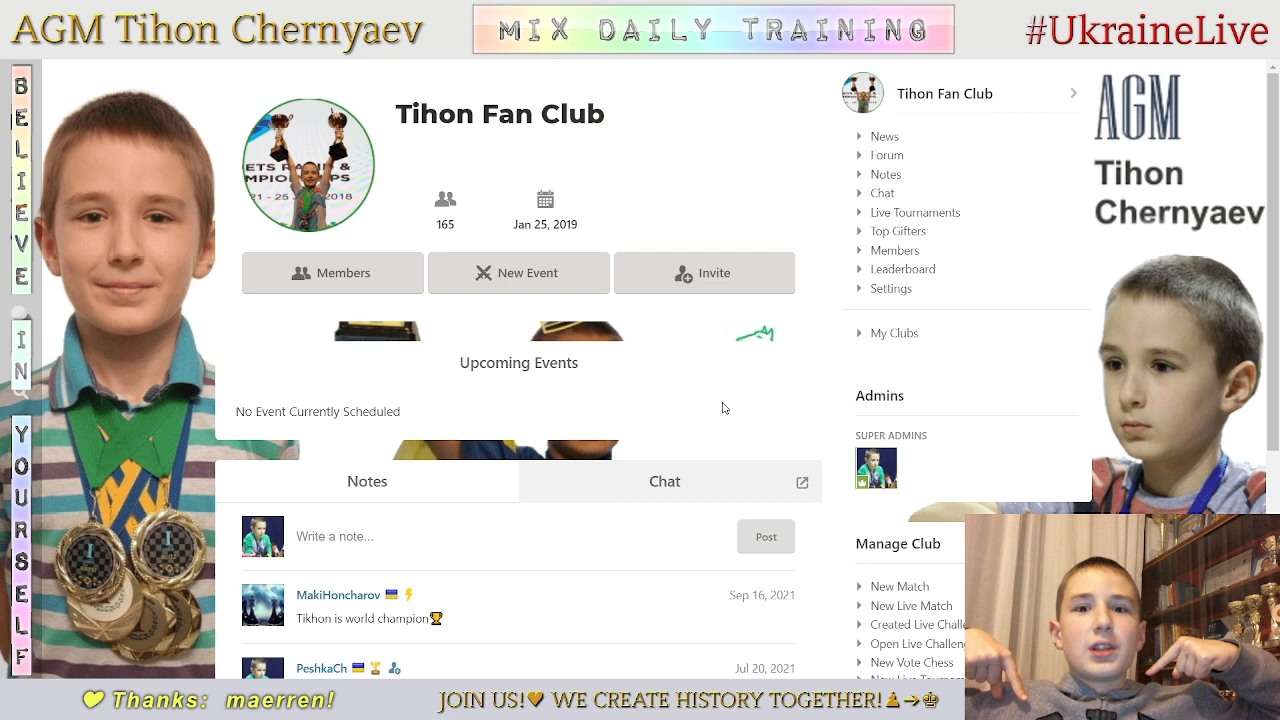 AGM Tihon Chernyaev
MIX DAILY TRAINING
#UkraineLive
BELIEVE
IN
YOURSELF
Tihon Fan Club
165
Jan 25, 2019
Members
New Event
Invite
Upcoming Events
No Event Currently Scheduled
Notes
Chat
Write a note...
Post
MakiHoncharov
Sep 16, 2021
Tikhon is world champion🏆
PeshkaCh
Jul 20, 2021
Tihon Fan Club
News
Forum
Notes
Chat
Live Tournaments
Top Gifters
Members
Leaderboard
Settings
My Clubs
Admins
SUPER ADMINS
Manage Club
New Match
New Live Match
Created Live Chall
Open Live Challen
New Vote Chess
AGM
Tihon
Chernyaev
Thanks: maerren!
JOIN US!🧡 WE CREATE HISTORY TOGETHER!♟→♚